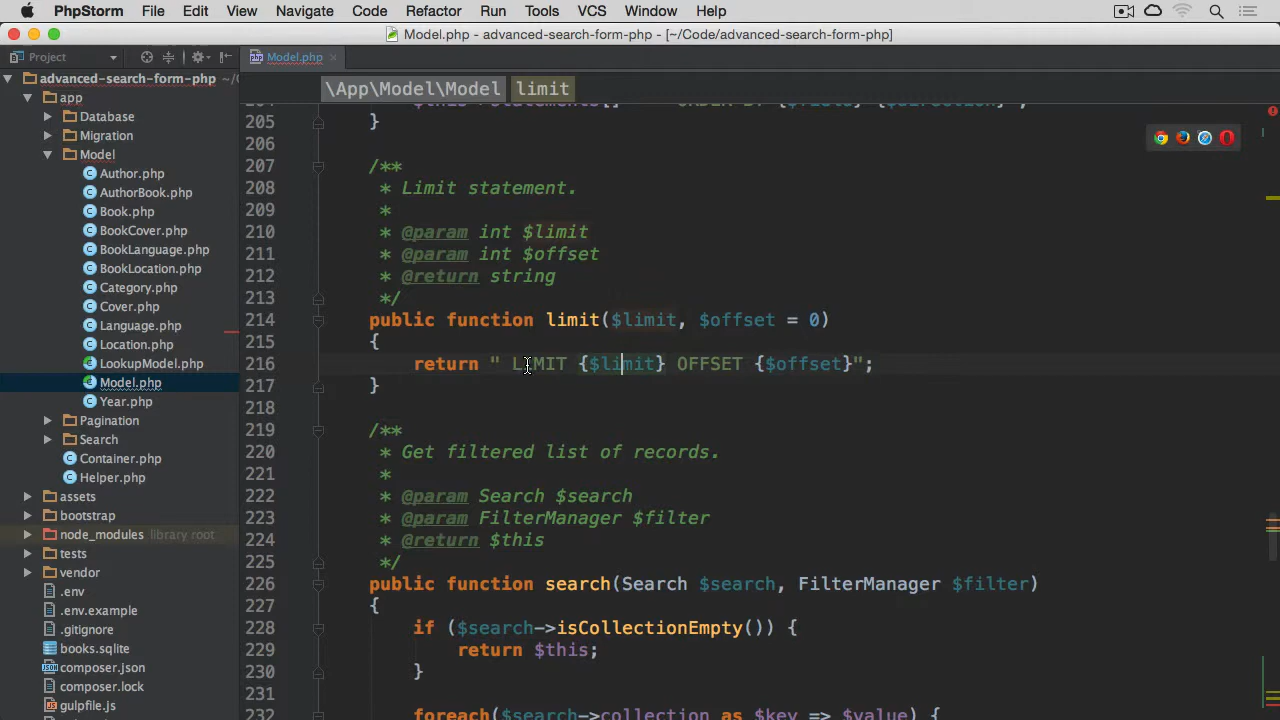 PhpStorm File Edit View Navigate Code Refactor Run Tools VCS Window Help
Model.php - advanced-search-form-php - [~/Code/advanced-search-form-php]
Project
Model.php
advanced-search-form-php ~/
app
Database
Migration
Model
Author.php
AuthorBook.php
Book.php
BookCover.php
BookLanguage.php
BookLocation.php
Category.php
Cover.php
Language.php
Location.php
LookupModel.php
Model.php
Year.php
Pagination
Search
Container.php
Helper.php
assets
bootstrap
node_modules library root
tests
vendor
.env
.env.example
.gitignore
books.sqlite
composer.json
composer.lock
gulpfile.js
\App\Model\Model limit
205 }
206
207 /**
208 * Limit statement.
209 *
210 * @param int $limit
211 * @param int $offset
212 * @return string
213 */
214 public function limit($limit, $offset = 0)
215 {
216 return " LIMIT {$limit} OFFSET {$offset}";
217 }
218
219 /**
220 * Get filtered list of records.
221 *
222 * @param Search $search
223 * @param FilterManager $filter
224 * @return $this
225 */
226 public function search(Search $search, FilterManager $filter)
227 {
228 if ($search->isCollectionEmpty()) {
229 return $this;
230 }
231
232 foreach($search->collection as $key => $value) {